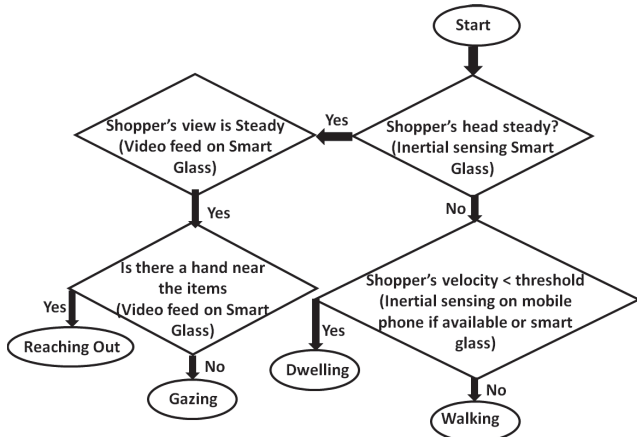 Start
Shopper's head steady?
(Inertial sensing Smart
Glass)
Yes
Shopper's view is Steady
(Video feed on Smart
Glass)
Yes
No
Is there a hand near
the items
(Video feed on Smart
Glass)
Yes
Reaching Out
No
Gazing
Shopper's velocity < threshold
(Inertial sensing on mobile
phone if available or smart
glass)
Yes
Dwelling
No
Walking